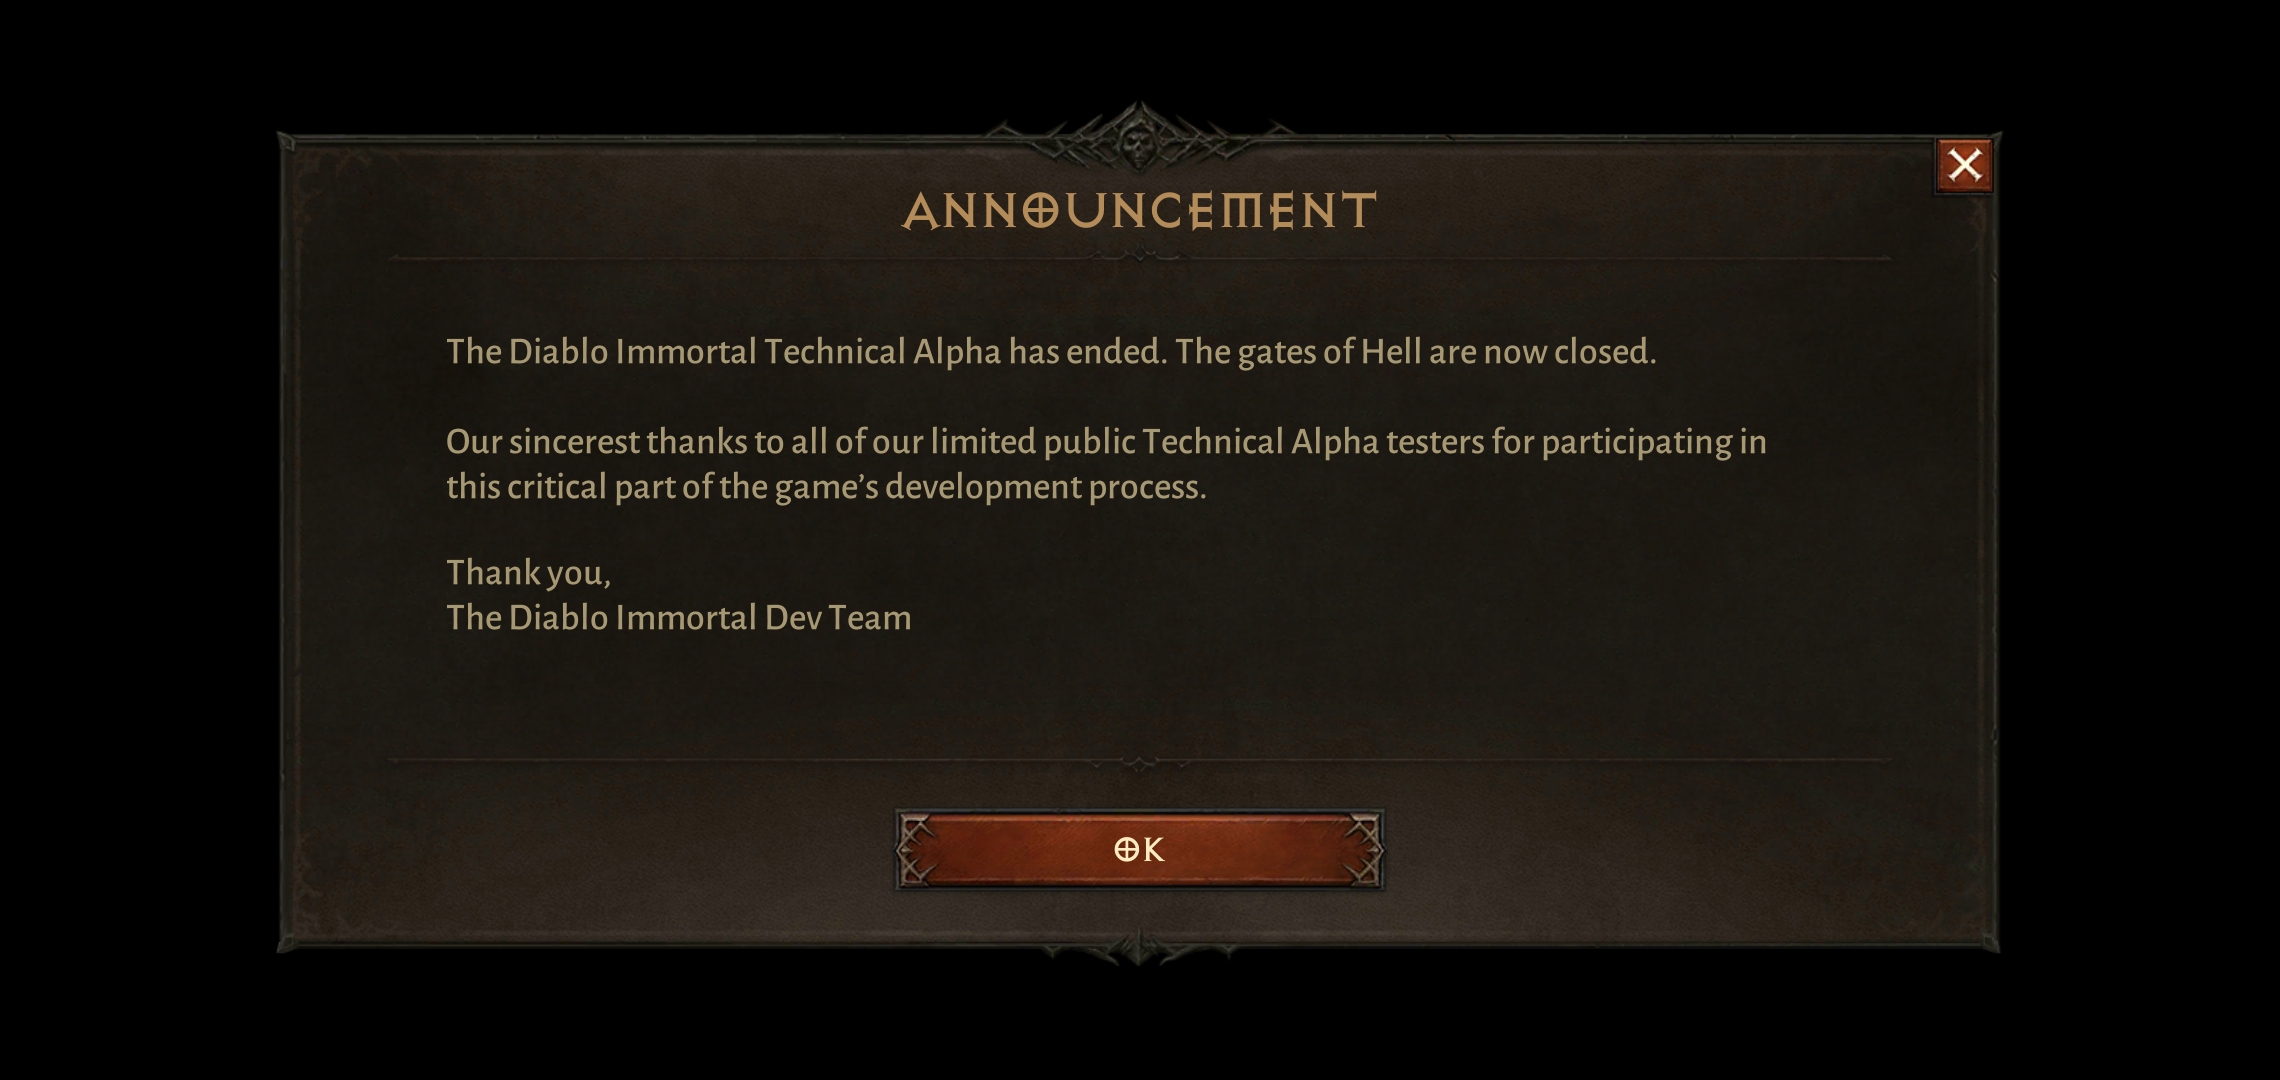 ANNOUNCEMENT
The Diablo Immortal Technical Alpha has ended. The gates of Hell are now closed.
Our sincerest thanks to all of our limited public Technical Alpha testers for participating in
this critical part of the game’s development process.
Thank you,
The Diablo Immortal Dev Team
OK